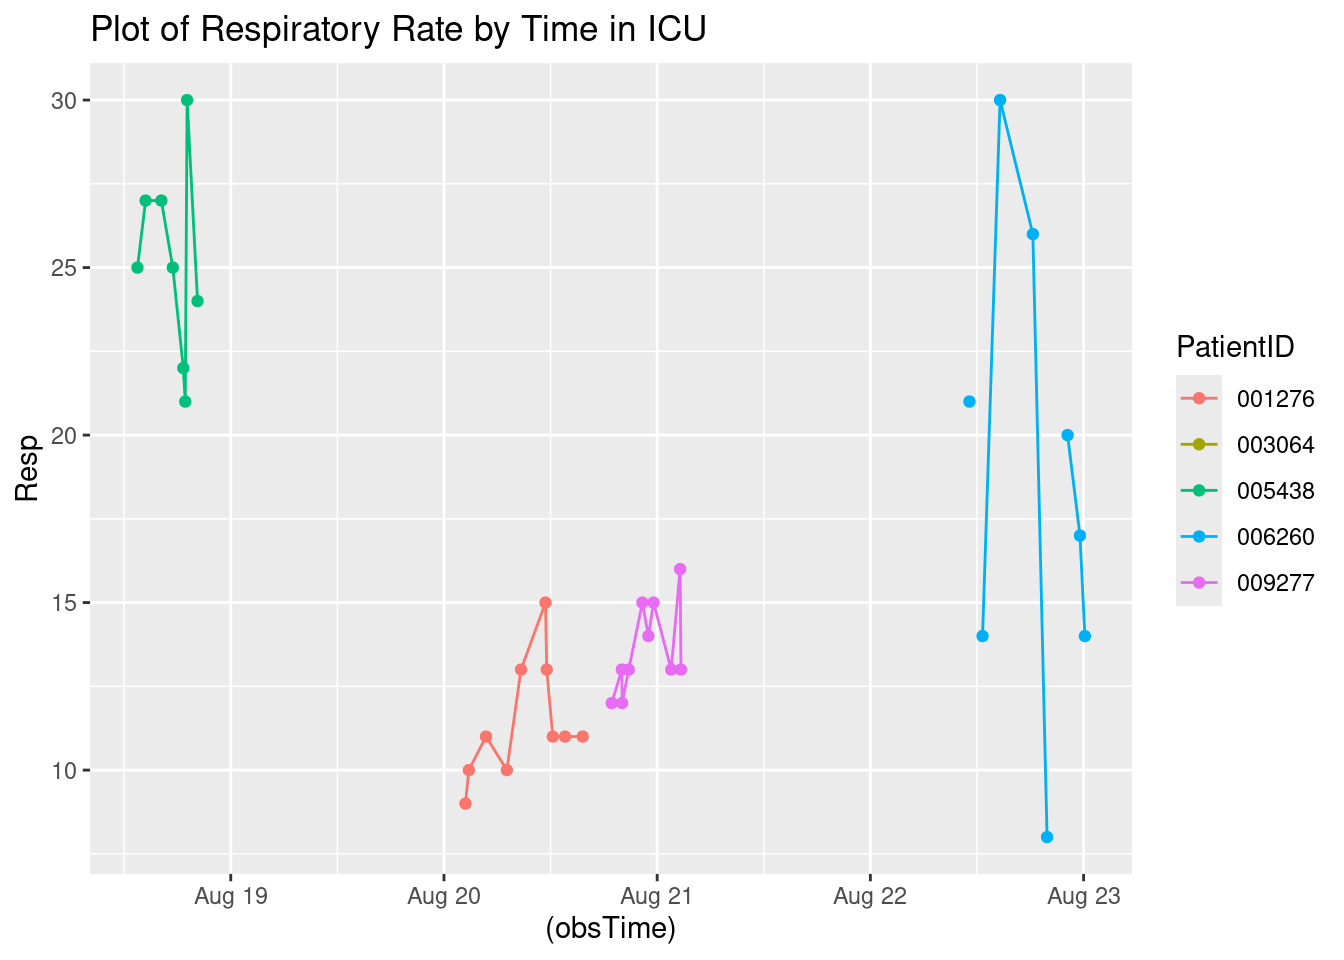 Plot of Respiratory Rate by Time in ICU
30
25
20
15
10
Resp
Aug 19
Aug 20
Aug 21
Aug 22
Aug 23
(obsTime)
PatientID
001276
003064
005438
006260
009277